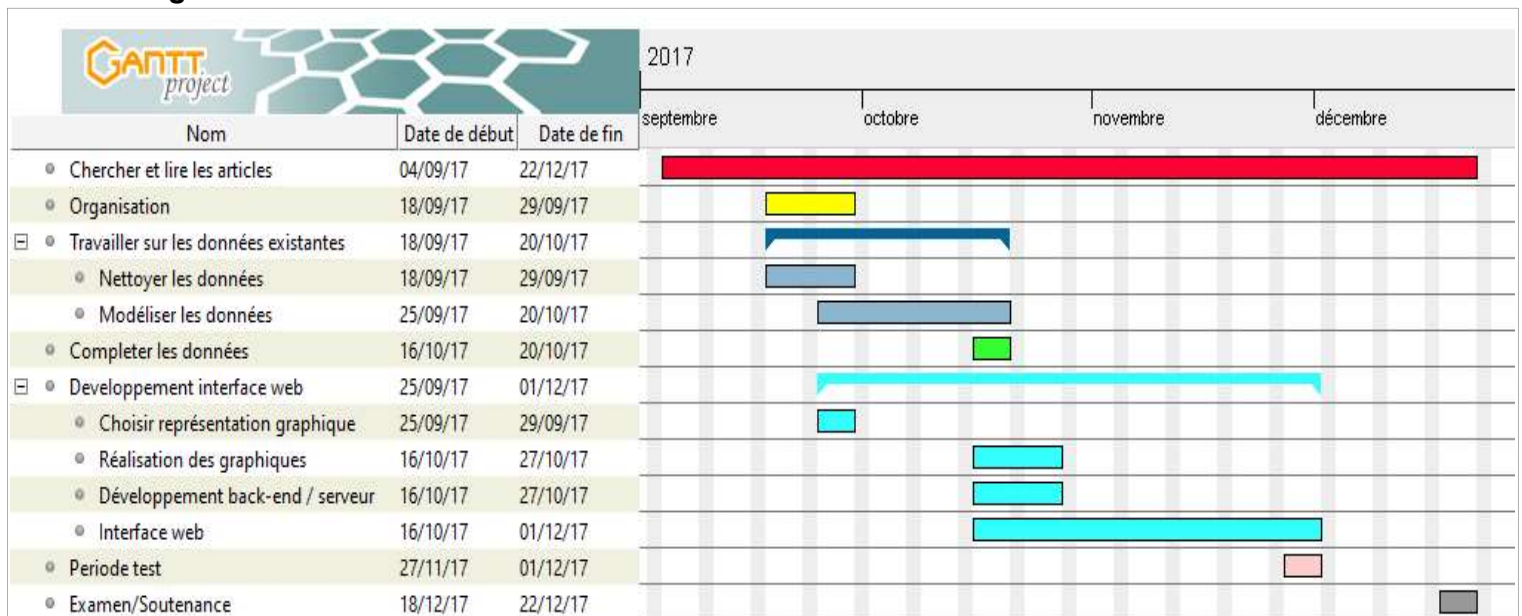 GANTT
project
2017
septembre octobre novembre décembre
Nom Date de début Date de fin
Chercher et lire les articles 04/09/17 22/12/17
Organisation 18/09/17 29/09/17
Travailler sur les données existantes 18/09/17 20/10/17
Nettoyer les données 18/09/17 29/09/17
Modéliser les données 25/09/17 20/10/17
Completer les données 16/10/17 20/10/17
Developpement interface web 25/09/17 01/12/17
Choisir représentation graphique 25/09/17 29/09/17
Réalisation des graphiques 16/10/17 27/10/17
Développement back-end / serveur 16/10/17 27/10/17
Interface web 16/10/17 01/12/17
Periode test 27/11/17 01/12/17
Examen/Soutenance 18/12/17 22/12/17